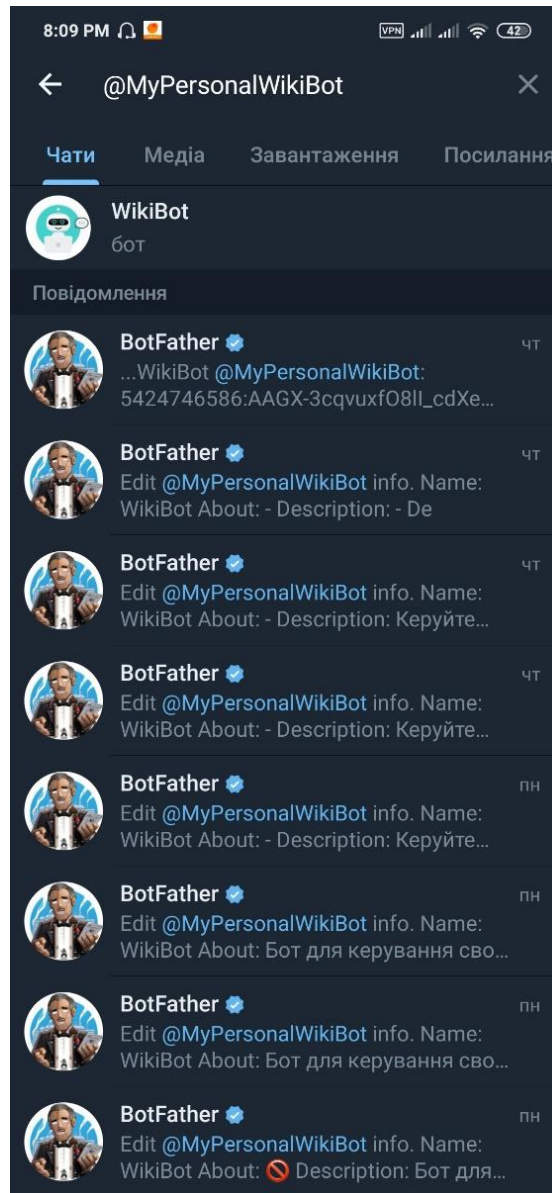 8:09 PM
VPN
42
@MyPersonalWikiBot
Чати Медіа Завантаження Посилання
WikiBot
бот
Повідомлення
BotFather чт
...WikiBot @MyPersonalWikiBot:
5424746586:AAGX-3cqvuxfO8lI_cdXe...
BotFather чт
Edit @MyPersonalWikiBot info. Name:
WikiBot About: - Description: - De
BotFather чт
Edit @MyPersonalWikiBot info. Name:
WikiBot About: - Description: Керуйте...
BotFather чт
Edit @MyPersonalWikiBot info. Name:
WikiBot About: - Description: Керуйте...
BotFather пн
Edit @MyPersonalWikiBot info. Name:
WikiBot About: - Description: Керуйте...
BotFather пн
Edit @MyPersonalWikiBot info. Name:
WikiBot About: Бот для керування сво...
BotFather пн
Edit @MyPersonalWikiBot info. Name:
WikiBot About: Бот для керування сво...
BotFather пн
Edit @MyPersonalWikiBot info. Name:
WikiBot About: 🚫 Description: Бот для...